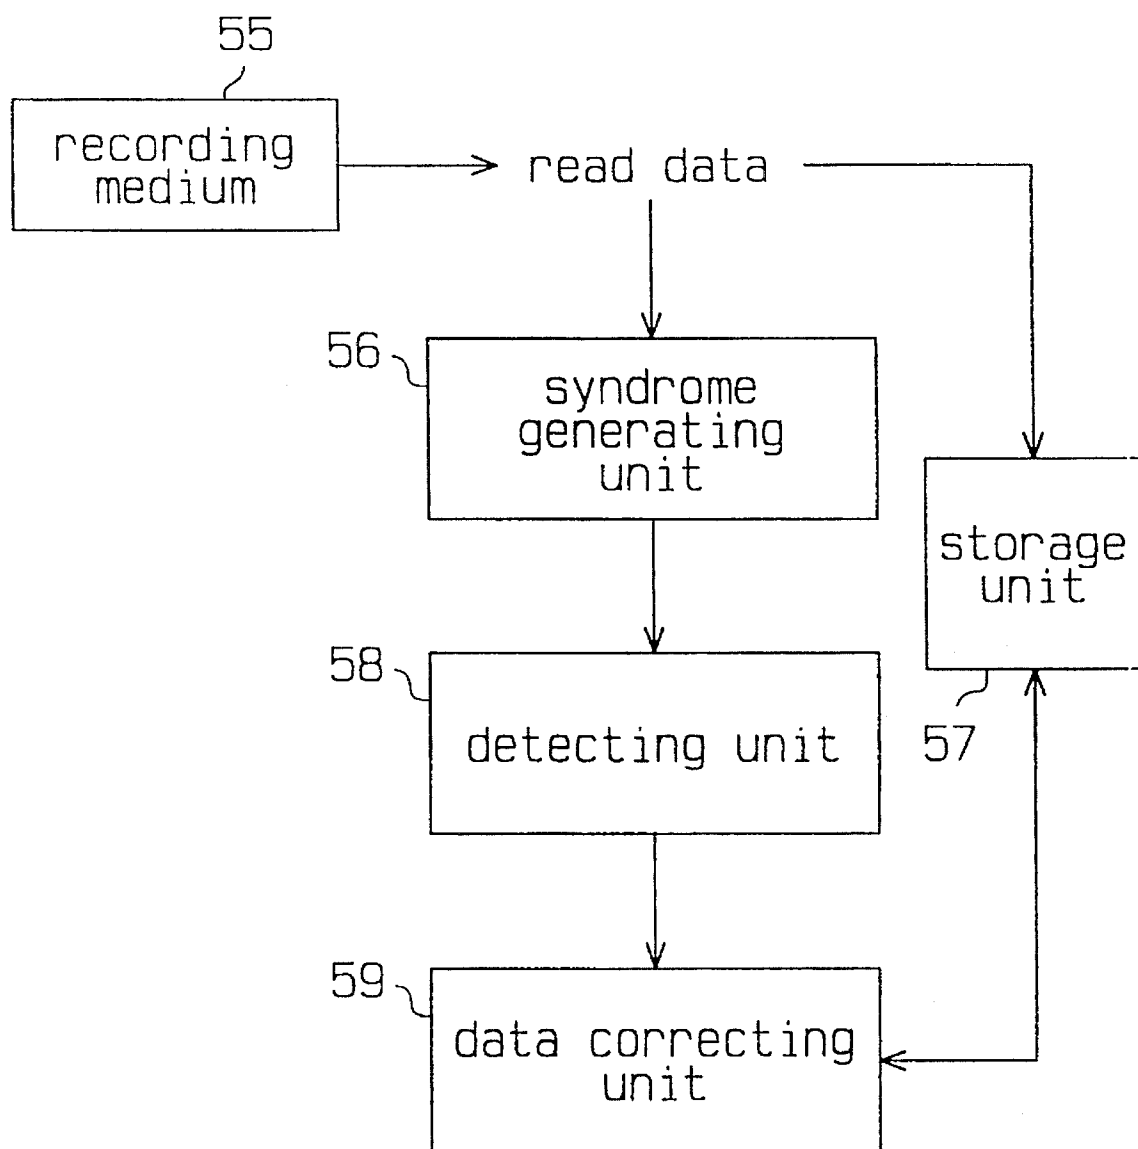 55
recording
medium
read data
56
syndrome
generating
unit
storage
unit
58
detecting unit
57
59
data correcting
unit